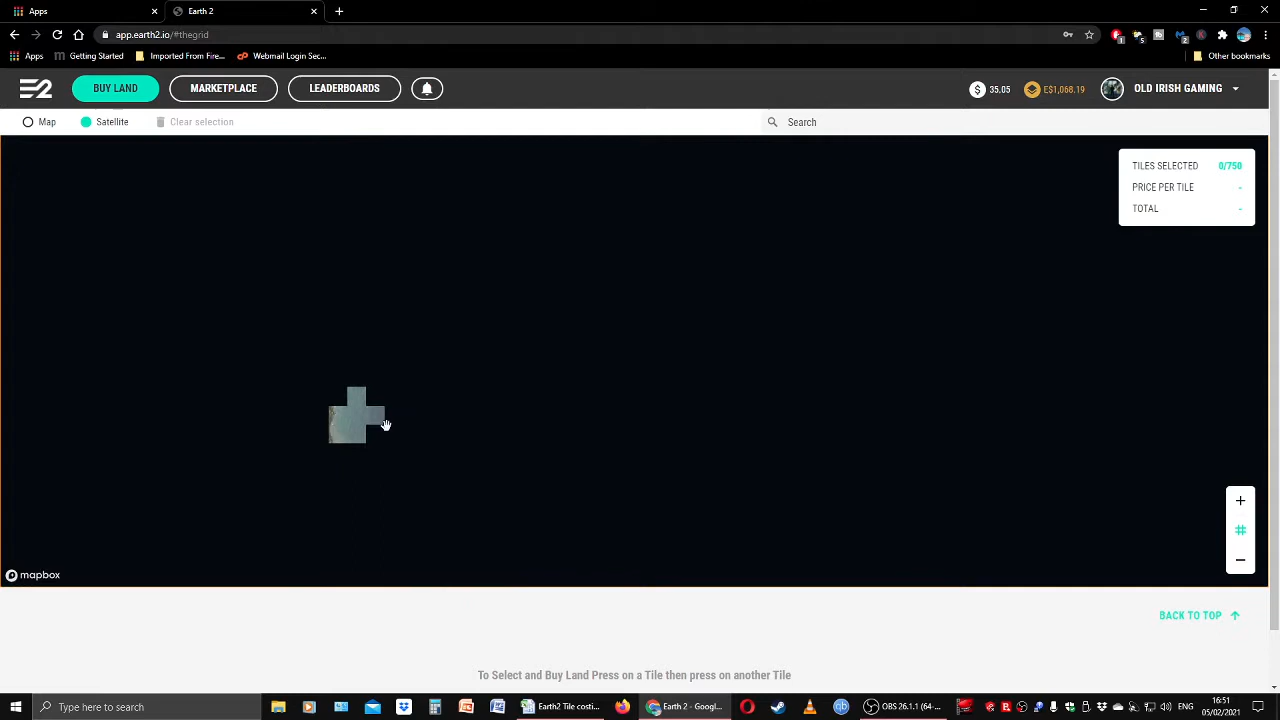 Apps
Earth 2
app.earth2.io/#thegrid
Apps
Getting Started
Imported From Fire...
Webmail Login Sec...
Other bookmarks
BUY LAND
MARKETPLACE
LEADERBOARDS
$ 35.05
E$1,068.19
OLD IRISH GAMING
Map
Satellite
Clear selection
Search
TILES SELECTED 0/750
PRICE PER TILE -
TOTAL -
mapbox
BACK TO TOP
To Select and Buy Land Press on a Tile then press on another Tile
Type here to search
Earth2 Tile costi...
Earth 2 - Googl...
OBS 26.1.1 (64-...
ENG
16:51
05/02/2021